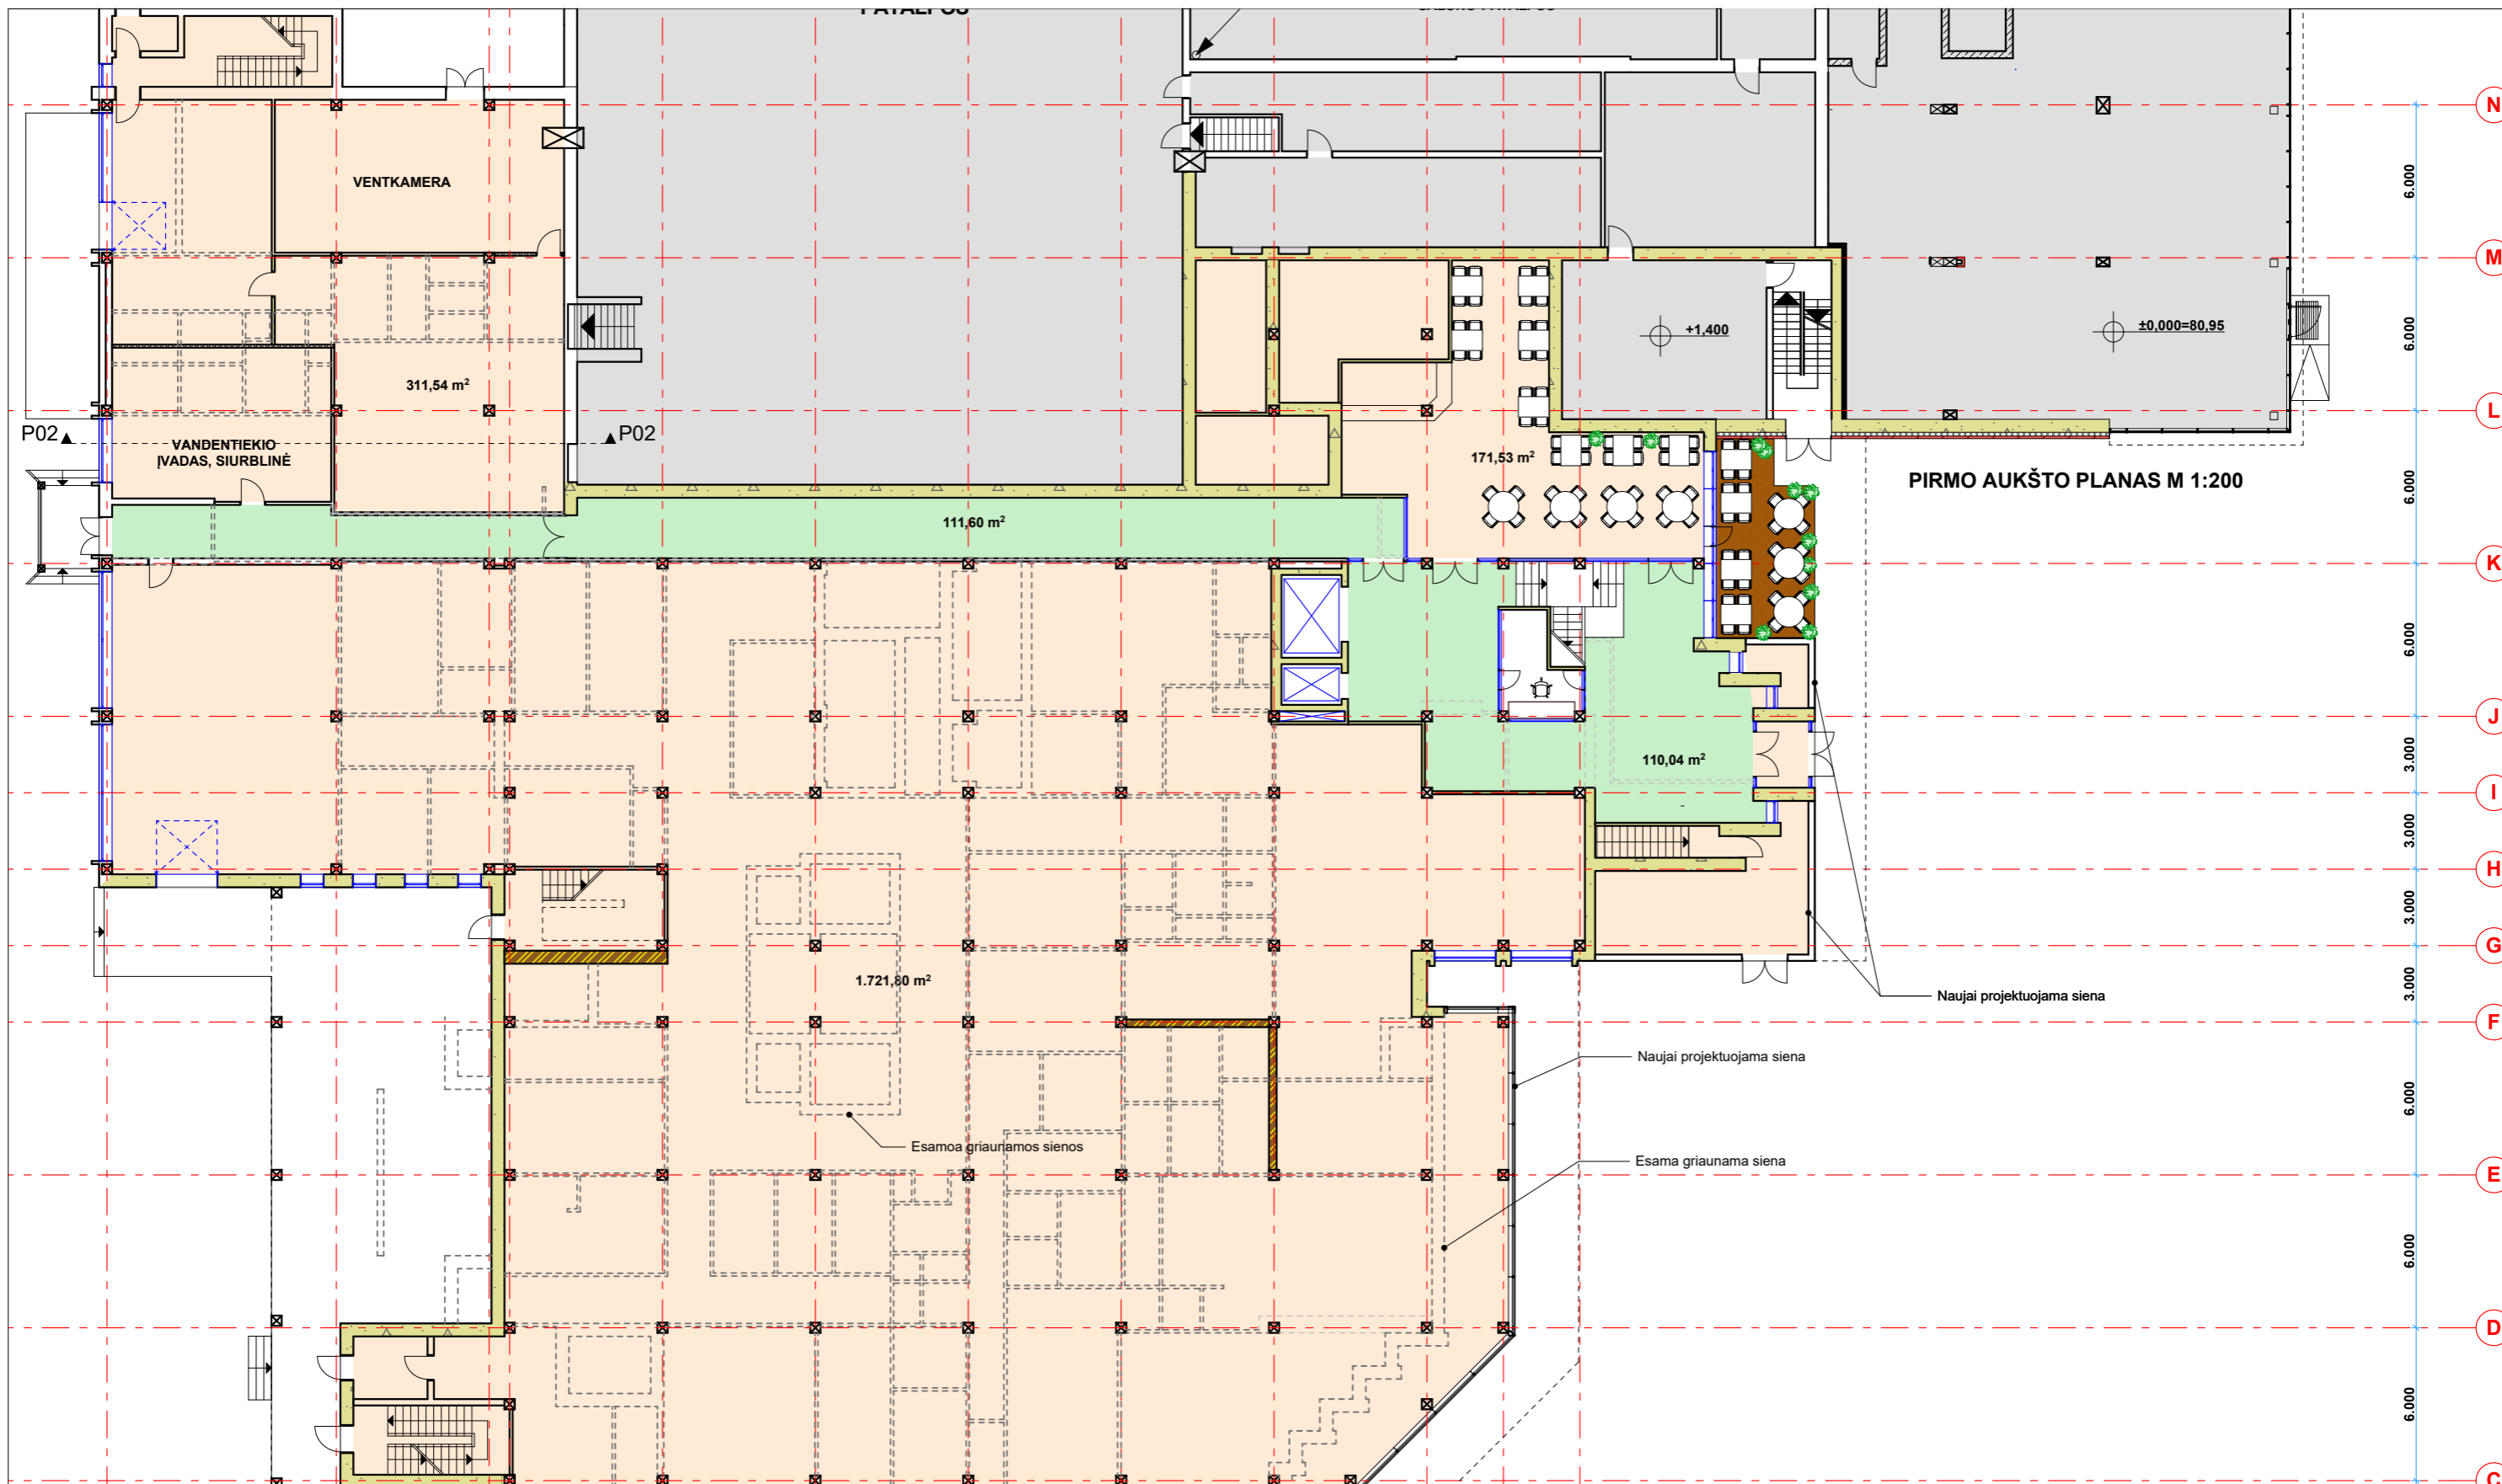 PATALPOS
N
6.000
VENTKAMERA
M
6.000
+1,400
±0,000=80,95
311,54 m²
L
P02
P02
VANDENTIEKIO
ĮVADAS, SIURBLINĖ
171,53 m²
PIRMO AUKŠTO PLANAS M 1:200
6.000
111,60 m²
K
6.000
J
110,04 m²
3.000
I
3.000
H
3.000
G
1.721,80 m²
3.000
Naujai projektuojama siena
F
Naujai projektuojama siena
6.000
Esamoa griaunamos sienos
Esama griaunama siena
E
6.000
D
6.000
C